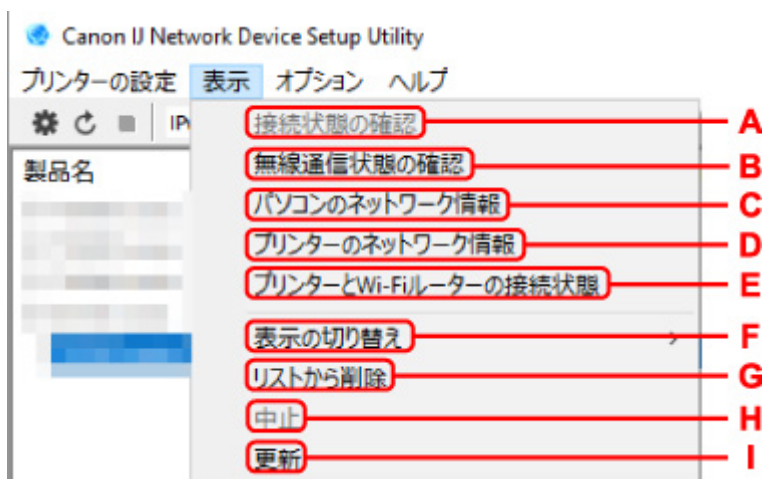 Canon IJ Network Device Setup Utility
プリンターの設定 表示 オプション ヘルプ
接続状態の確認 A
製品名 無線通信状態の確認 B
パソコンのネットワーク情報 C
プリンターのネットワーク情報 D
プリンターとWi-Fiルーターの接続状態 E
表示の切り替え > F
リストから削除 G
中止 H
更新 I